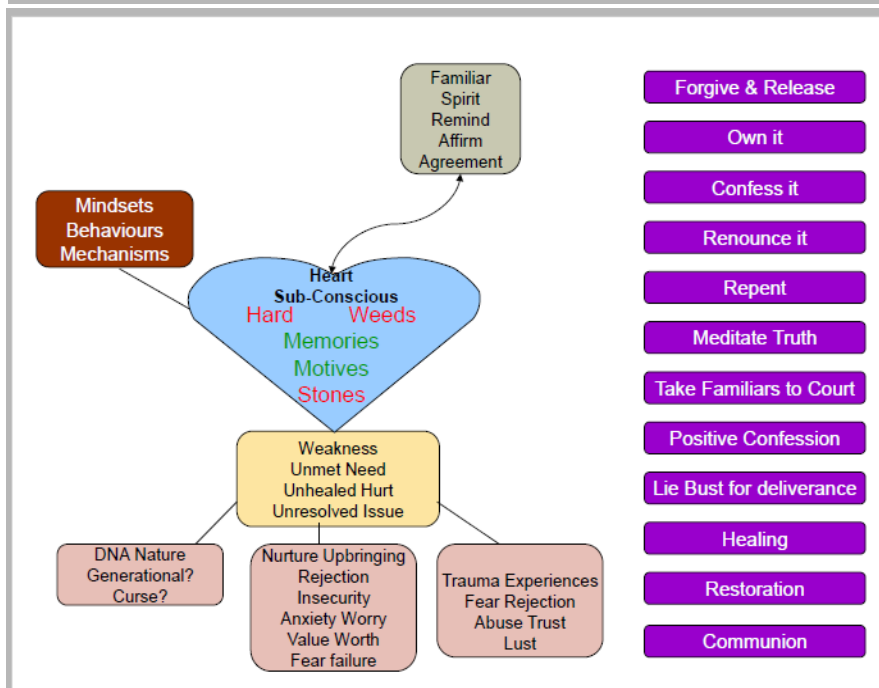 Familiar
Spirit
Remind
Affirm
Agreement
Mindsets
Behaviours
Mechanisms
Heart
Sub-Conscious
Hard Weeds
Memories
Motives
Stones
Weakness
Unmet Need
Unhealed Hurt
Unresolved Issue
DNA Nature
Generational?
Curse?
Nurture Upbringing
Rejection
Insecurity
Anxiety Worry
Value Worth
Fear failure
Trauma Experiences
Fear Rejection
Abuse Trust
Lust
Forgive & Release
Own it
Confess it
Renounce it
Repent
Meditate Truth
Take Familiars to Court
Positive Confession
Lie Bust for deliverance
Healing
Restoration
Communion